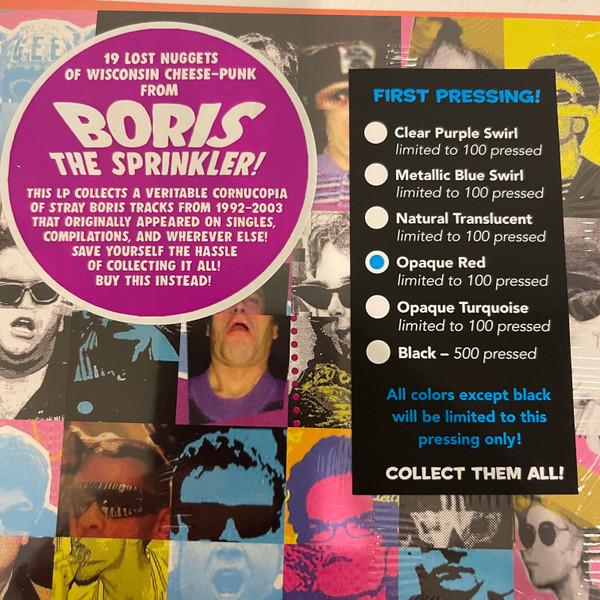 19 LOST NUGGETS
OF WISCONSIN CHEESE-PUNK
FROM
BORIS
THE SPRINKLER!
THIS LP COLLECTS A VERITABLE CORNUCOPIA
OF STRAY BORIS TRACKS FROM 1992-2003
THAT ORIGINALLY APPEARED ON SINGLES,
COMPILATIONS, AND WHEREVER ELSE!
SAVE YOURSELF THE HASSLE
OF COLLECTING IT ALL!
BUY THIS INSTEAD!
FIRST PRESSING!
Clear Purple Swirl
limited to 100 pressed
Metallic Blue Swirl
limited to 100 pressed
Natural Translucent
limited to 100 pressed
Opaque Red
limited to 100 pressed
Opaque Turquoise
limited to 100 pressed
Black – 500 pressed
All colors except black
will be limited to this
pressing only!
COLLECT THEM ALL!